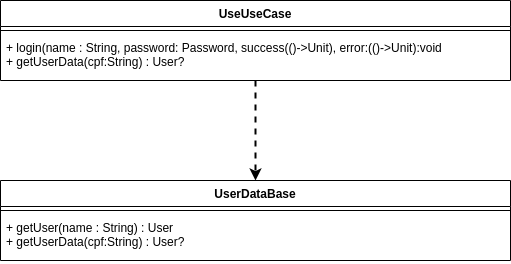 UseUseCase
+ login(name : String, password: Password, success(()->Unit), error:(()->Unit):void
+ getUserData(cpf:String) : User?
UserDataBase
+ getUser(name : String) : User
+ getUserData(cpf:String) : User?